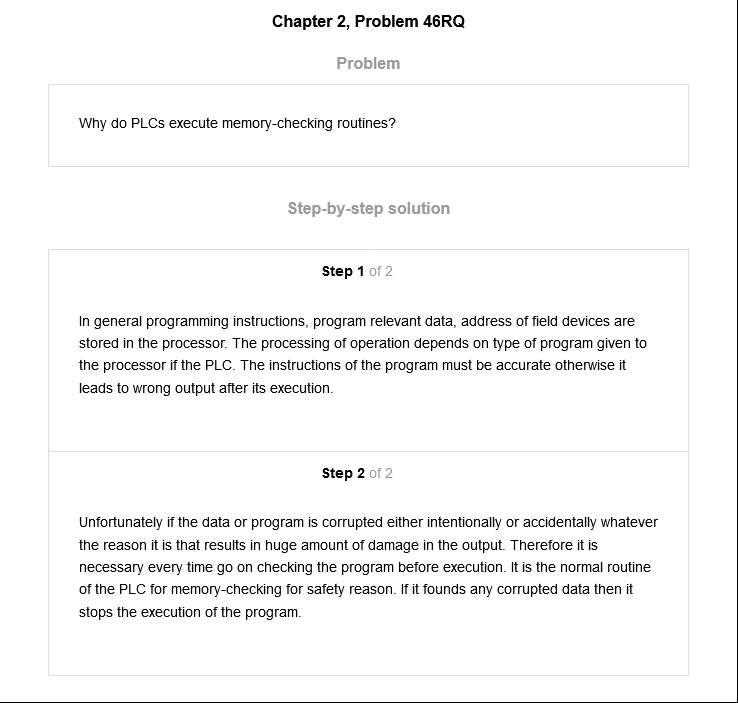 Chapter 2, Problem 46RQ
Problem
Why do PLCs execute memory-checking routines?
Step-by-step solution
Step 1 of 2
In general programming instructions, program relevant data, address of field devices are
stored in the processor. The processing of operation depends on type of program given to
the processor if the PLC. The instructions of the program must be accurate otherwise it
leads to wrong output after its execution.
Step 2 of 2
Unfortunately if the data or program is corrupted either intentionally or accidentally whatever
the reason it is that results in huge amount of damage in the output. Therefore it is
necessary every time go on checking the program before execution. It is the normal routine
of the PLC for memory-checking for safety reason. If it founds any corrupted data then it
stops the execution of the program.